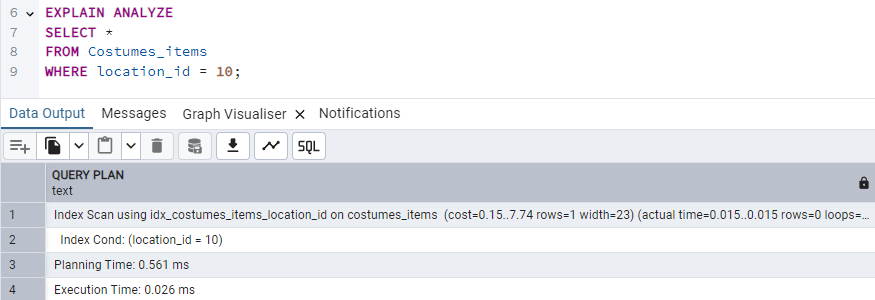 6 EXPLAIN ANALYZE
7 SELECT *
8 FROM Costumes_items
9 WHERE location_id = 10;
Data Output Messages Graph Visualiser × Notifications
SQL
QUERY PLAN
text
1 Index Scan using idx_costumes_items_location_id on costumes_items (cost=0.15..7.74 rows=1 width=23) (actual time=0.015..0.015 rows=0 loops=...
2 Index Cond: (location_id = 10)
3 Planning Time: 0.561 ms
4 Execution Time: 0.026 ms